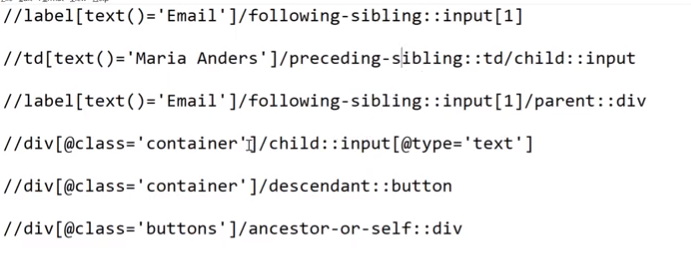 //label[text()='Email']/following-sibling::input[1]
//td[text()='Maria Anders']/preceding-sibling::td/child::input
//label[text()='Email']/following-sibling::input[1]/parent::div
//div[@class='container']/child::input[@type='text']
//div[@class='container']/descendant::button
//div[@class='buttons']/ancestor-or-self::div